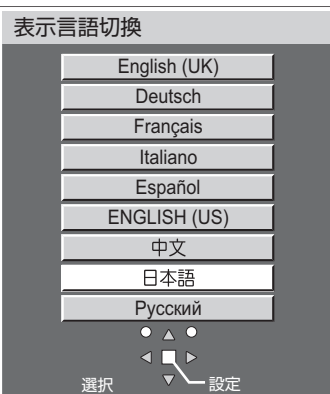 表示言語切換
English (UK)
Deutsch
Français
Italiano
Español
ENGLISH (US)
中文
日本語
Русский
選択 設定